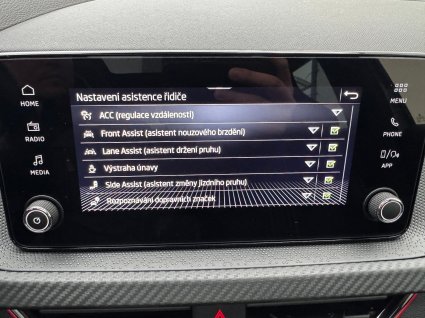 Nastavení asistence řidiče
ACC (regulace vzdálenosti)
Front Assist (asistent nouzového brzdění)
Lane Assist (asistent držení pruhu)
Výstraha únavy
Side Assist (asistent změny jízdního pruhu)
Rozpoznávání dopravních značek
HOME
RADIO
MEDIA
MENU
PHONE
APP